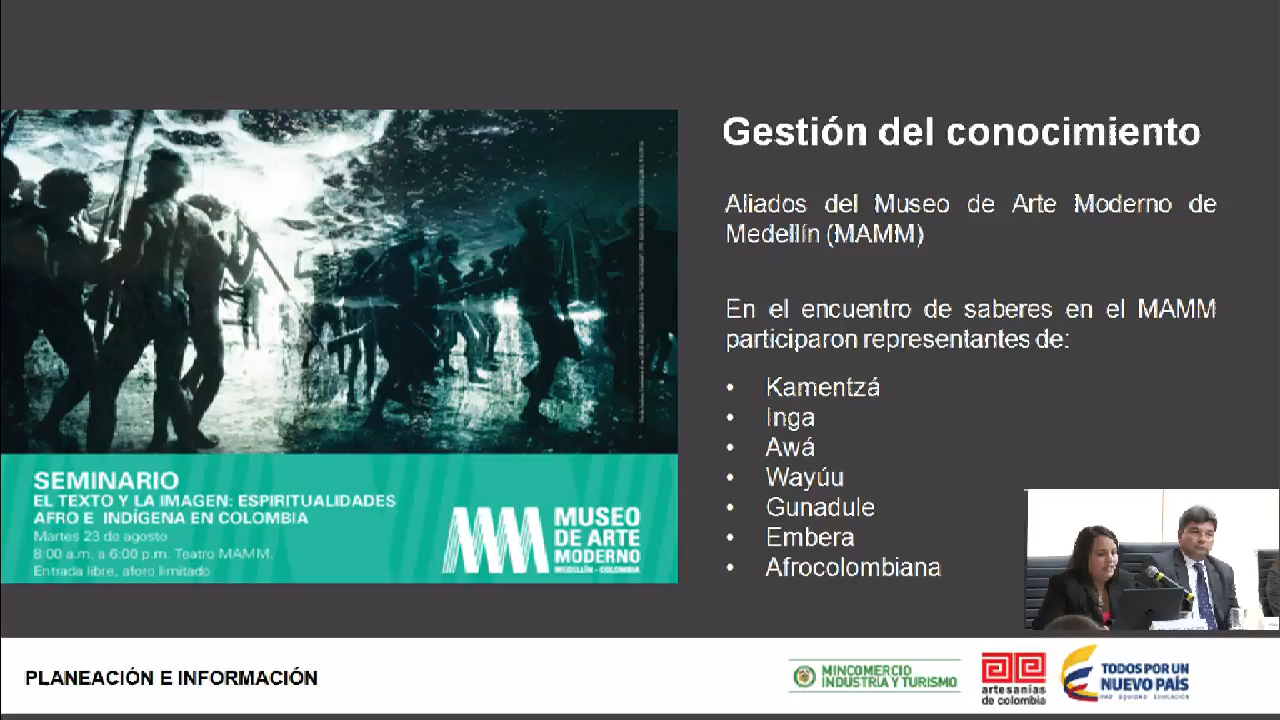 Gestión del conocimiento
Aliados del Museo de Arte Moderno de
Medellín (MAMM)
En el encuentro de saberes en el MAMM
participaron representantes de:
• Kamentzá
• Inga
• Awá
• Wayúu
• Gunadule
• Embera
• Afrocolombiana
SEMINARIO
EL TEXTO Y LA IMAGEN: ESPIRITUALIDADES
AFRO E INDÍGENA EN COLOMBIA
Martes 23 de agosto
8:00 a.m. a 6:00 p.m. Teatro MAMM.
Entrada libre, aforo limitado
MUSEO
DE ARTE
MODERNO
MEDELLÍN - COLOMBIA
PLANEACIÓN E INFORMACIÓN
MINCOMERCIO
INDUSTRIA Y TURISMO
artesanías
de colombia
TODOS POR UN
NUEVO PAÍS
PAZ EQUIDAD EDUCACIÓN